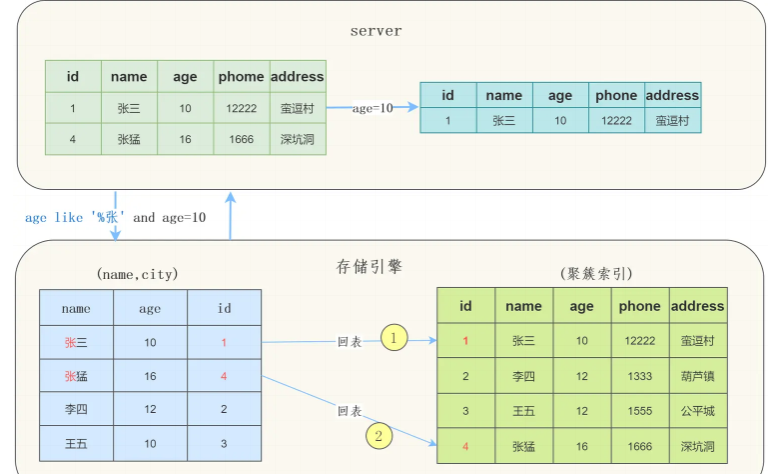 server
id name age phome address
1 张三 10 12222 蛮逗村
4 张猛 16 1666 深坑洞
age=10
id name age phone address
1 张三 10 12222 蛮逗村
age like '%张' and age=10
存储引擎
(name,city)
(聚簇索引)
name age id
张三 10 1
张猛 16 4
李四 12 2
王五 10 3
回表 1
回表
2
id name age phone address
1 张三 10 12222 蛮逗村
2 李四 12 1333 葫芦镇
3 王五 12 1555 公平城
4 张猛 16 1666 深坑洞